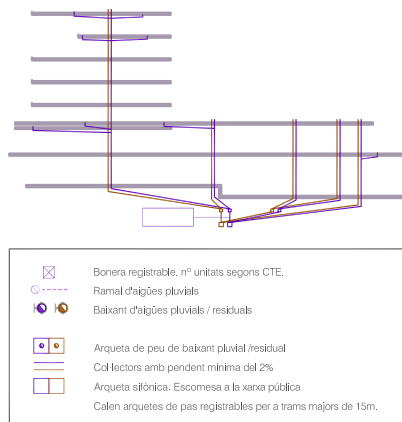 Bonera registrable. nº unitats segons CTE.
Ramal d'aigües pluvials
Baixant d'aigües pluvials / residuals
Arqueta de peu de baixant pluvial /residual
Col·lectors amb pendent mínima del 2%
Arqueta sifònica. Escomesa a la xarxa pública
Calen arquetes de pas registrables per a trams majors de 15m.